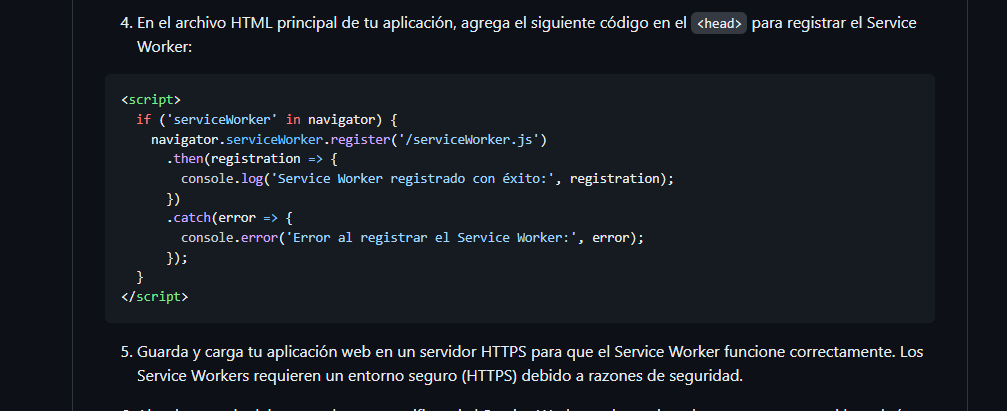 4. En el archivo HTML principal de tu aplicación, agrega el siguiente código en el <head> para registrar el Service
Worker:
<script>
  if ('serviceWorker' in navigator) {
    navigator.serviceWorker.register('/serviceWorker.js')
      .then(registration => {
        console.log('Service Worker registrado con éxito:', registration);
      })
      .catch(error => {
        console.error('Error al registrar el Service Worker:', error);
      });
  }
</script>
5. Guarda y carga tu aplicación web en un servidor HTTPS para que el Service Worker funcione correctamente. Los
Service Workers requieren un entorno seguro (HTTPS) debido a razones de seguridad.